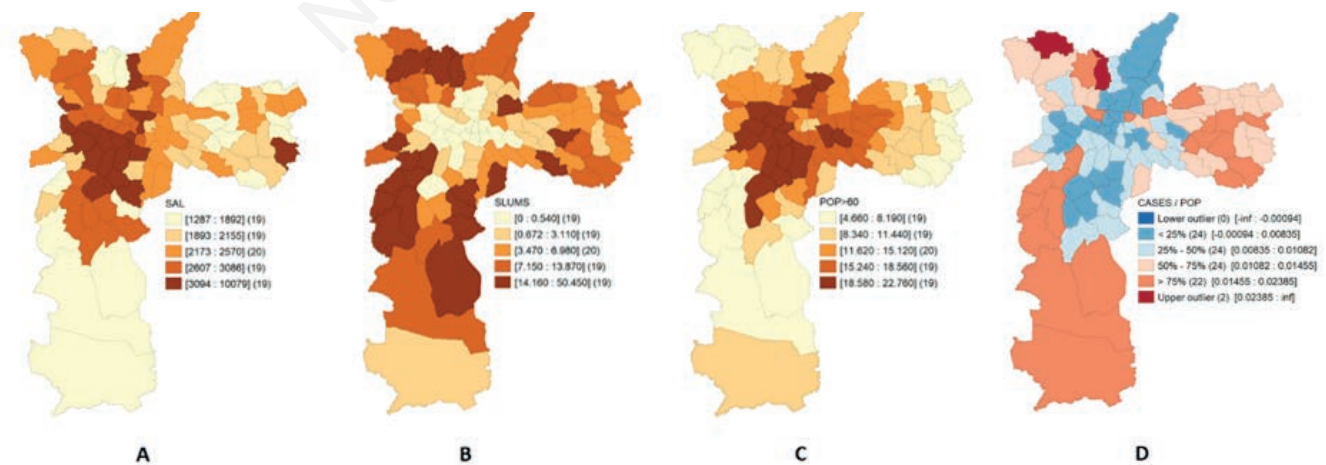 SAL
[1287 : 1892] (19)
[1893 : 2155] (19)
[2173 : 2570] (20)
[2607 : 3086] (19)
[3094 : 10079] (19)
A
SLUMS
[0 : 0.540] (19)
[0.672 : 3.110] (19)
[3.470 : 6.980] (20)
[7.150 : 13.870] (19)
[14.160 : 50.450] (19)
B
POP>60
[4.660 : 8.190] (19)
[8.340 : 11.440] (19)
[11.620 : 15.120] (20)
[15.240 : 18.560] (19)
[18.580 : 22.760] (19)
C
CASES / POP
Lower outlier (0) [-inf : -0.00094]
< 25% (24) [-0.00094 : 0.00835]
25% - 50% (24) [0.00835 : 0.01082]
50% - 75% (24) [0.01082 : 0.01455]
> 75% (22) [0.01455 : 0.02385]
Upper outlier (2) [0.02385 : inf]
D